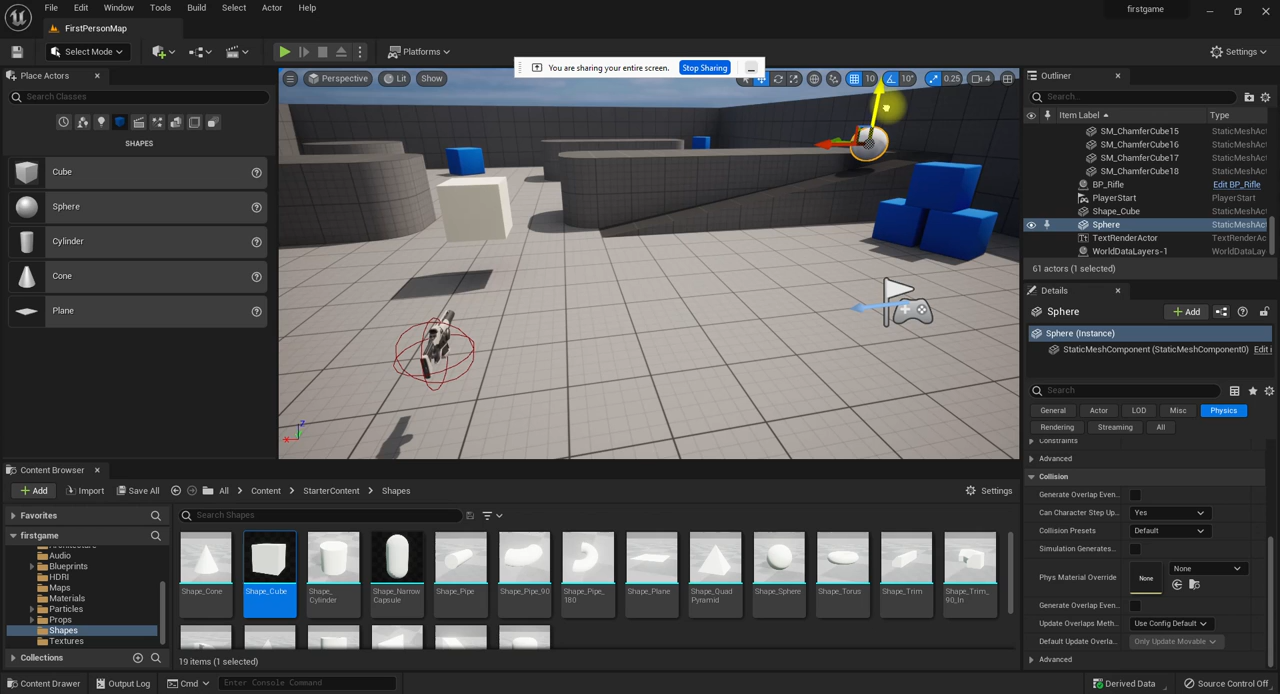 File Edit Window Tools Build Select Actor Help
firstgame
FirstPersonMap
Select Mode
Platforms
Settings
You are sharing your entire screen. Stop Sharing
Place Actors
Search Classes
SHAPES
Cube
Sphere
Cylinder
Cone
Plane
Perspective Lit Show
10 10° 0.25 4
Outliner
Search...
Item Label Type
SM_ChamferCube15 StaticMeshAct
SM_ChamferCube16 StaticMeshAct
SM_ChamferCube17 StaticMeshAct
SM_ChamferCube18 StaticMeshAct
BP_Rifle Edit BP_Rifle
PlayerStart PlayerStart
Shape_Cube StaticMeshAct
Sphere StaticMeshAct
TextRenderActor TextRenderAc
WorldDataLayers-1 WorldDataLay
61 actors (1 selected)
Details
Sphere
Add
Sphere (Instance)
StaticMeshComponent (StaticMeshComponent0) Edit i
Search
General Actor LOD Misc Physics
Rendering Streaming All
Constraints
Advanced
Collision
Generate Overlap Even...
Can Character Step Up... Yes
Collision Presets Default
Simulation Generates...
Phys Material Override None None
Generate Overlap Even...
Update Overlaps Meth... Use Config Default
Default Update Overla... Only Update Movable
Advanced
Content Browser
Add Import Save All All Content StarterContent Shapes Settings
Favorites
firstgame
Architecture
Audio
Blueprints
HDRI
Maps
Materials
Particles
Props
Shapes
Textures
Collections
Search Shapes
Shape_Cone
Shape_Cube
Shape_
Cylinder
Shape_Narrow
Capsule
Shape_Pipe
Shape_Pipe_90
Shape_Pipe_
180
Shape_Plane
Shape_Quad
Pyramid
Shape_Sphere
Shape_Torus
Shape_Trim
Shape_Trim_
90_In
19 items (1 selected)
Content Drawer Output Log Cmd Enter Console Command
Derived Data Source Control Off